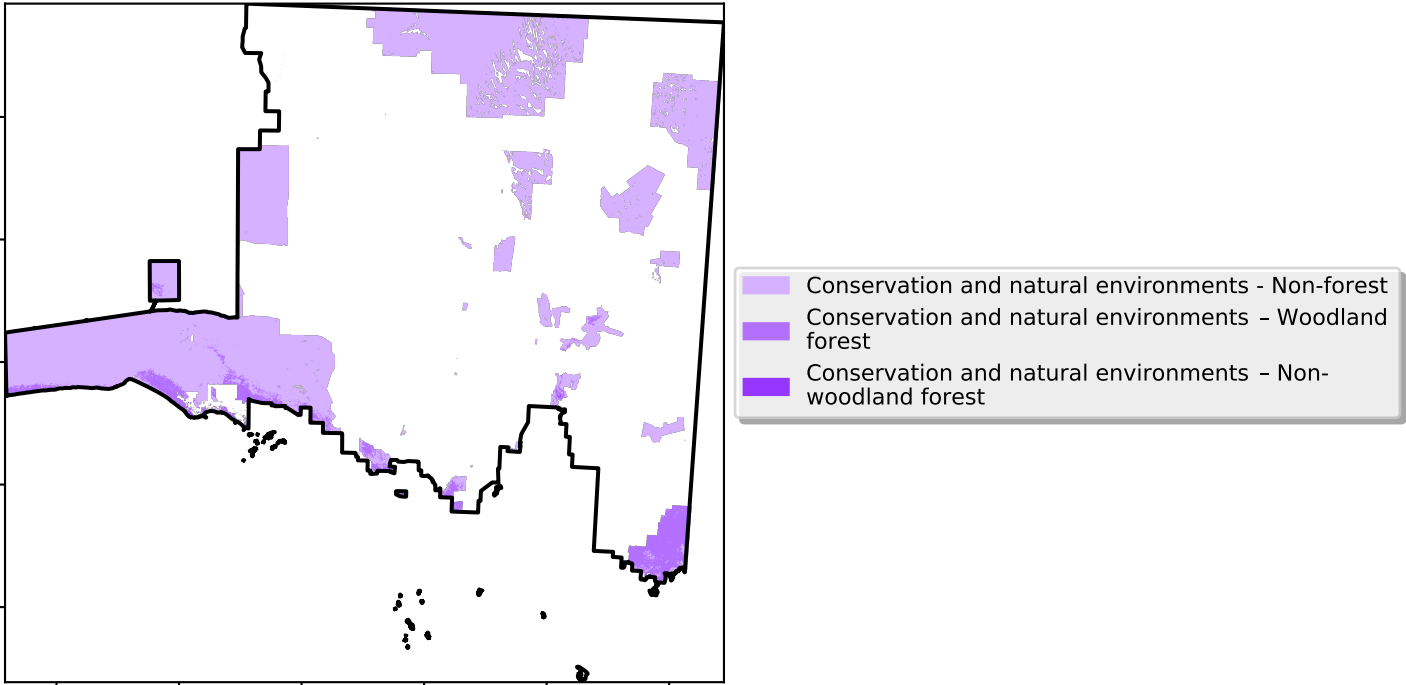 Conservation and natural environments - Non-forest
Conservation and natural environments – Woodland
forest
Conservation and natural environments – Non-
woodland forest